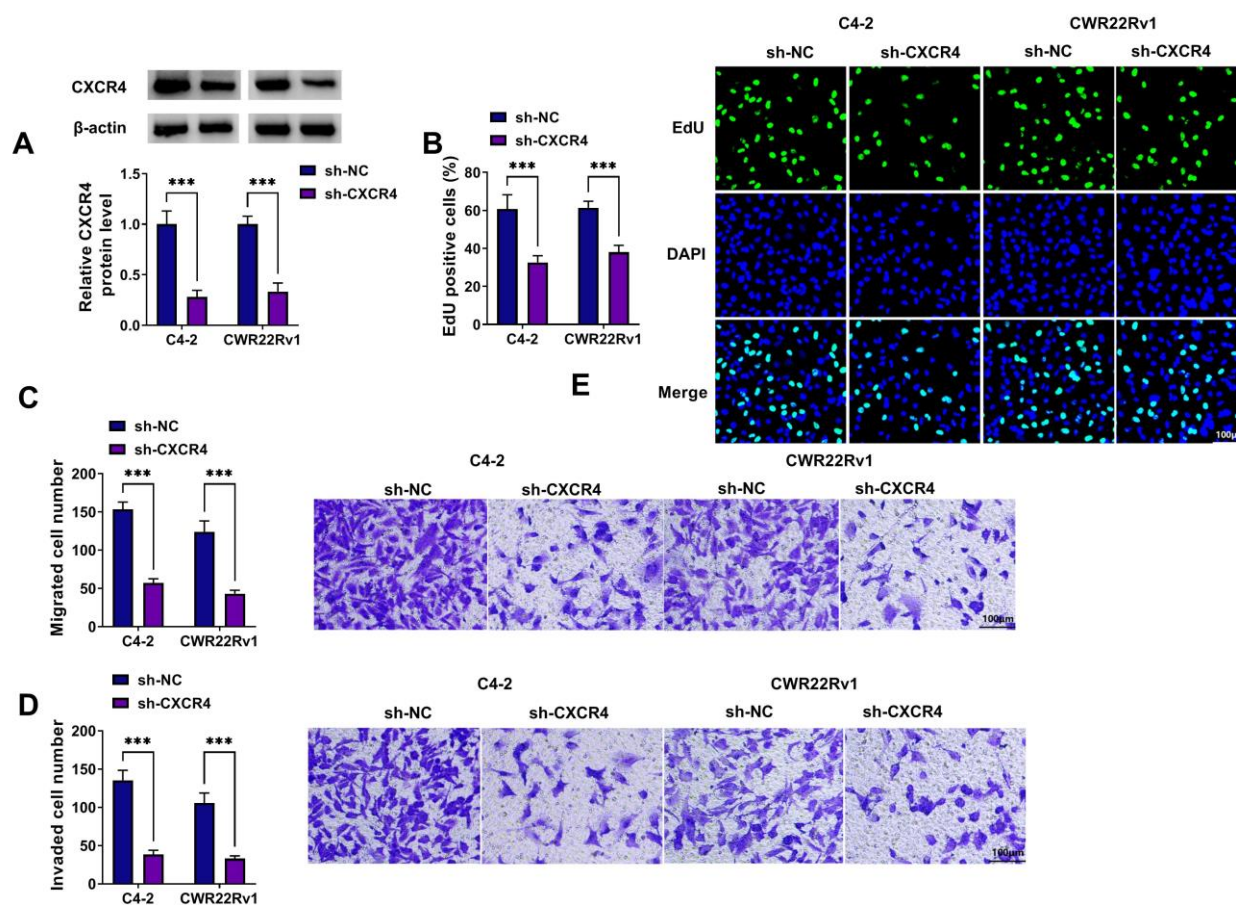 A
CXCR4
β-actin
sh-NC
sh-CXCR4
***
***
Relative CXCR4
protein level
1.5
1.0
0.5
0.0
C4-2
CWR22Rv1
B
sh-NC
sh-CXCR4
***
***
EdU positive cells (%)
80
60
40
20
0
C4-2
CWR22Rv1
C4-2
CWR22Rv1
sh-NC
sh-CXCR4
sh-NC
sh-CXCR4
EdU
DAPI
Merge
100μm
E
C
sh-NC
sh-CXCR4
***
***
Migrated cell number
200
150
100
50
0
C4-2
CWR22Rv1
C4-2
CWR22Rv1
sh-NC
sh-CXCR4
sh-NC
sh-CXCR4
100μm
D
sh-NC
sh-CXCR4
***
***
Invaded cell number
200
150
100
50
0
C4-2
CWR22Rv1
C4-2
CWR22Rv1
sh-NC
sh-CXCR4
sh-NC
sh-CXCR4
100μm